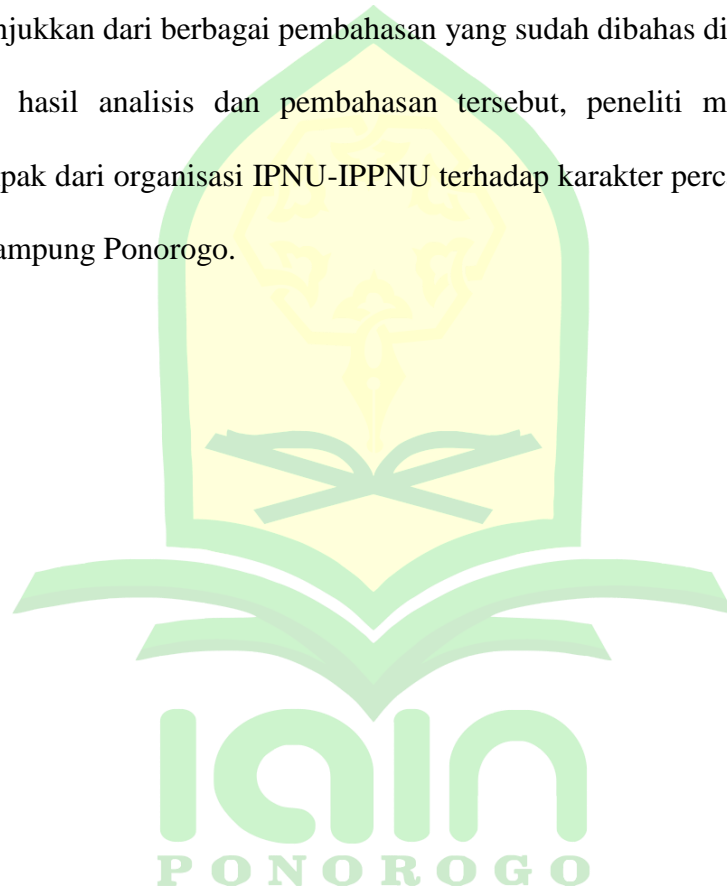 njukkan dari berbagai pembahasan yang sudah dibahas di
hasil analisis dan pembahasan tersebut, peneliti m
pak dari organisasi IPNU-IPPNU terhadap karakter perc
ampung Ponorogo.
iain
PONOROGO